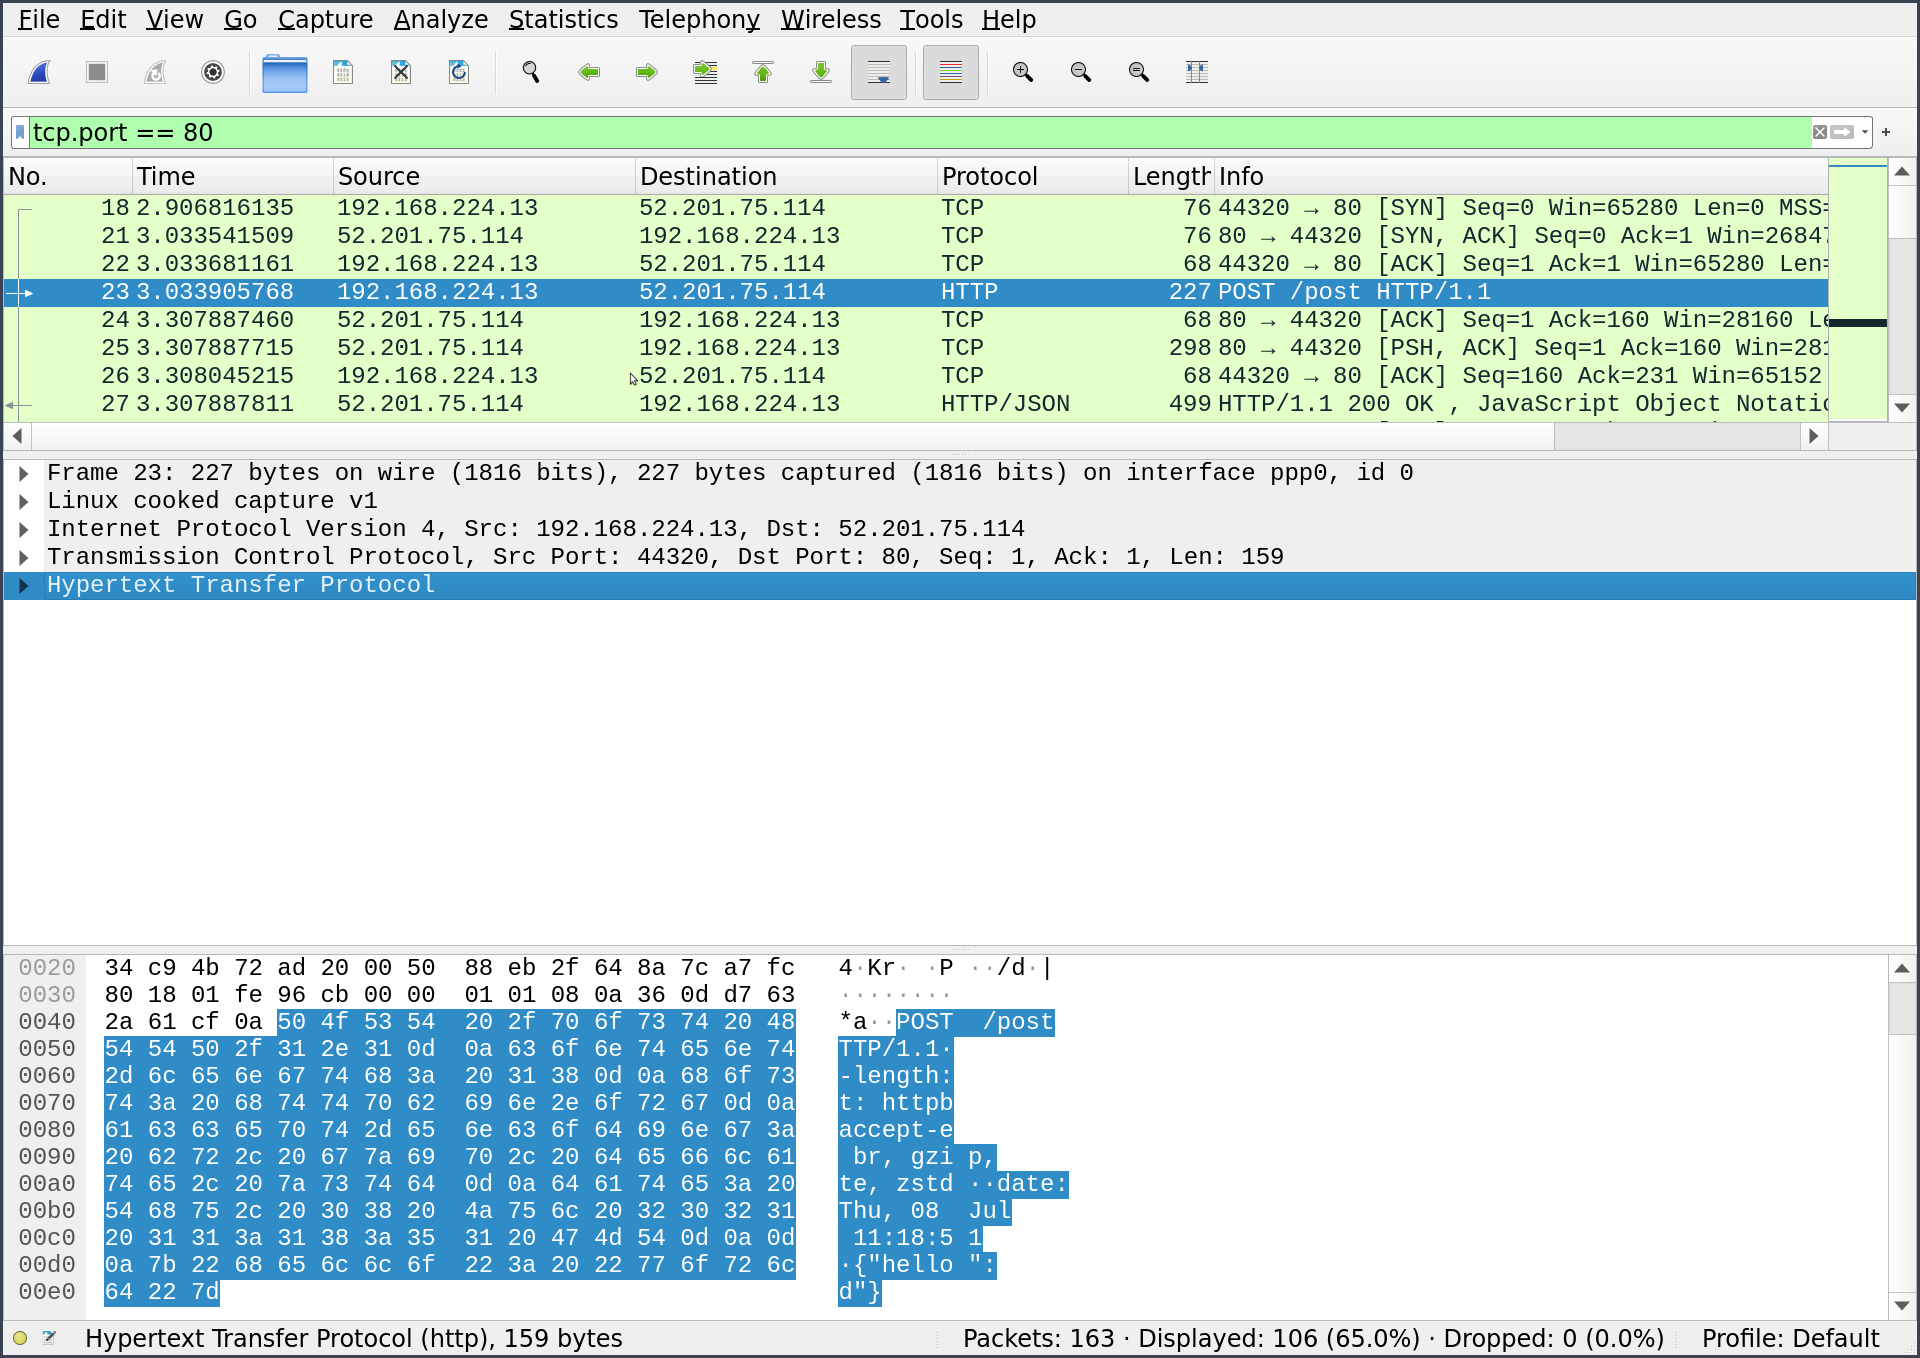 File Edit View Go Capture Analyze Statistics Telephony Wireless Tools Help
tcp.port == 80
No. Time Source Destination Protocol Length Info
18 2.906816135 192.168.224.13 52.201.75.114 TCP 76 44320 → 80 [SYN] Seq=0 Win=65280 Len=0 MSS=
21 3.033541509 52.201.75.114 192.168.224.13 TCP 76 80 → 44320 [SYN, ACK] Seq=0 Ack=1 Win=26847
22 3.033681161 192.168.224.13 52.201.75.114 TCP 68 44320 → 80 [ACK] Seq=1 Ack=1 Win=65280 Len=
23 3.033905768 192.168.224.13 52.201.75.114 HTTP 227 POST /post HTTP/1.1
24 3.307887460 52.201.75.114 192.168.224.13 TCP 68 80 → 44320 [ACK] Seq=1 Ack=160 Win=28160 Le
25 3.307887715 52.201.75.114 192.168.224.13 TCP 298 80 → 44320 [PSH, ACK] Seq=1 Ack=160 Win=281
26 3.308045215 192.168.224.13 52.201.75.114 TCP 68 44320 → 80 [ACK] Seq=160 Ack=231 Win=65152
27 3.307887811 52.201.75.114 192.168.224.13 HTTP/JSON 499 HTTP/1.1 200 OK , JavaScript Object Notatio
Frame 23: 227 bytes on wire (1816 bits), 227 bytes captured (1816 bits) on interface ppp0, id 0
Linux cooked capture v1
Internet Protocol Version 4, Src: 192.168.224.13, Dst: 52.201.75.114
Transmission Control Protocol, Src Port: 44320, Dst Port: 80, Seq: 1, Ack: 1, Len: 159
Hypertext Transfer Protocol
0020 34 c9 4b 72 ad 20 00 50 88 eb 2f 64 8a 7c a7 fc 4·Kr· ·P ··/d·|
0030 80 18 01 fe 96 cb 00 00 01 01 08 0a 36 0d d7 63 ········
0040 2a 61 cf 0a 50 4f 53 54 20 2f 70 6f 73 74 20 48 *a··POST /post
0050 54 54 50 2f 31 2e 31 0d 0a 63 6f 6e 74 65 6e 74 TTP/1.1·
0060 2d 6c 65 6e 67 74 68 3a 20 31 38 0d 0a 68 6f 73 -length:
0070 74 3a 20 68 74 74 70 62 69 6e 2e 6f 72 67 0d 0a t: httpb
0080 61 63 63 65 70 74 2d 65 6e 63 6f 64 69 6e 67 3a accept-e
0090 20 62 72 2c 20 67 7a 69 70 2c 20 64 65 66 6c 61 br, gzi p,
00a0 74 65 2c 20 7a 73 74 64 0d 0a 64 61 74 65 3a 20 te, zstd ··date:
00b0 54 68 75 2c 20 30 38 20 4a 75 6c 20 32 30 32 31 Thu, 08 Jul
00c0 20 31 31 3a 31 38 3a 35 31 20 47 4d 54 0d 0a 0d 11:18:5 1
00d0 0a 7b 22 68 65 6c 6c 6f 22 3a 20 22 77 6f 72 6c ·{"hello ":
00e0 64 22 7d d"}
Hypertext Transfer Protocol (http), 159 bytes Packets: 163 · Displayed: 106 (65.0%) · Dropped: 0 (0.0%) Profile: Default